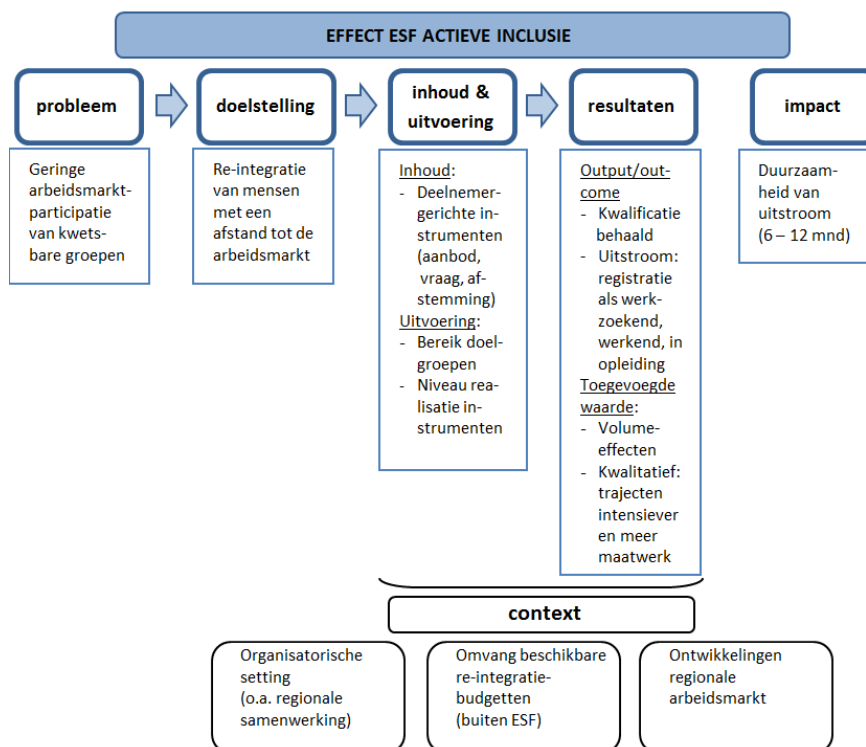 EFFECT ESF ACTIEVE INCLUSIE
probleem
Geringe
arbeidsmarkt-
participatie
van kwets-
bare groepen
doelstelling
Re-integratie
van mensen
met een
afstand tot de
arbeidsmarkt
inhoud &
uitvoering
Inhoud:
- Deelnemer-
gerichte in-
strumenten
(aanbod,
vraag, af-
stemming)
Uitvoering:
- Bereik doel-
groepen
- Niveau rea-
lisatie in-
strumenten
resultaten
Output/out-
come
- Kwalificatie
behaald
- Uitstroom:
registratie
als werk-
zoekend,
werkend, in
opleiding
Toegevoegde
waarde:
- Volume-
effecten
- Kwalitatief:
trajecten
intensiever
en meer
maatwerk
impact
Duurzaam-
heid van
uitstroom
(6 – 12 mnd)
context
Organisatorische
setting
(o.a. regionale
samenwerking)
Omvang beschikbare
re-integratie-
budgetten
(buiten ESF)
Ontwikkelingen
regionale
arbeidsmarkt